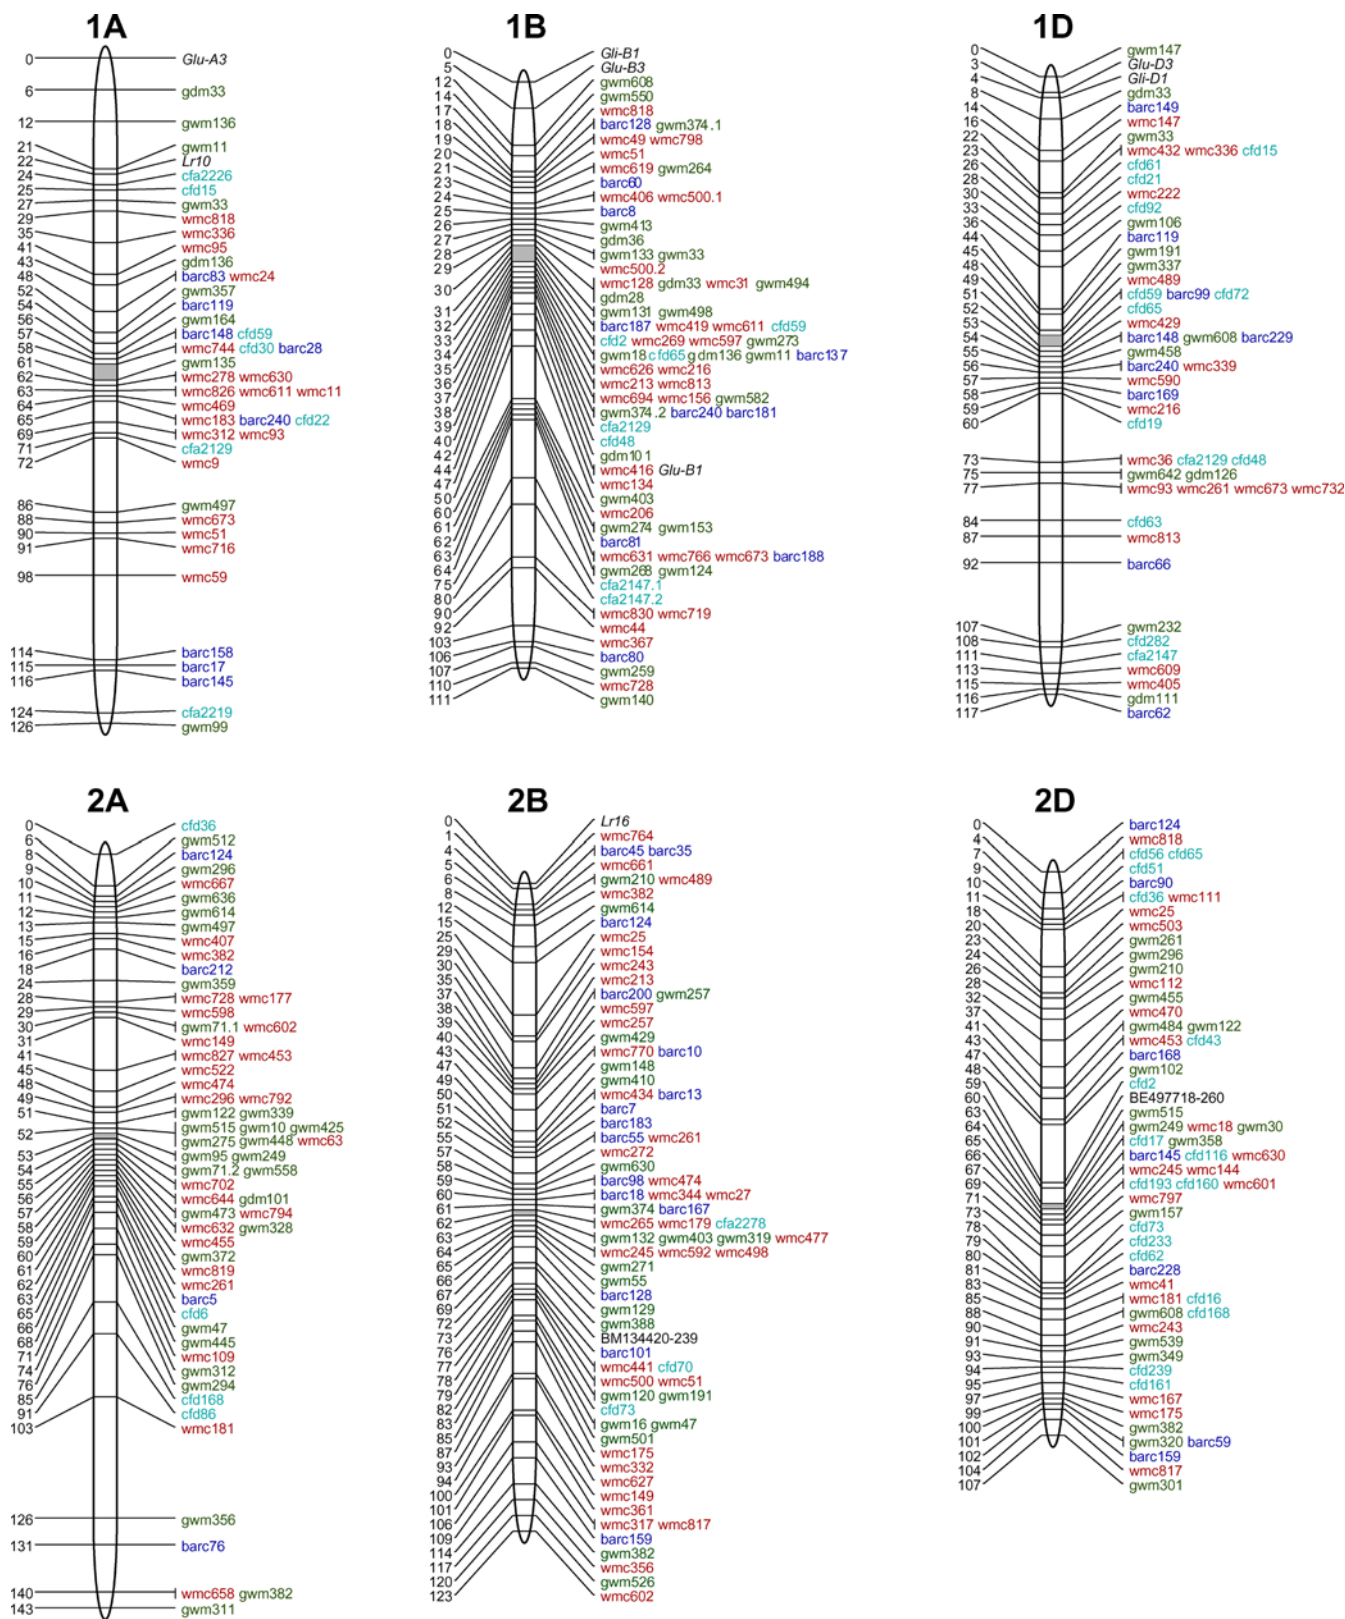 1A
0 Glu-A3
6 gdm33
12 gwm136
21 gwm11
22 Lr10
24 cfa2226
25 cfd15
27 gwm33
29 wmc818
35 wmc336
41 wmc95
43 gdm136
48 barc83 wmc24
52 gwm357
54 barc119
56 gwm164
57 barc148 cfd59
58 wmc744 cfd30 barc28
61 gwm135
62 wmc278 wmc630
63 wmc826 wmc611 wmc11
64 wmc469
65 wmc183 barc240 cfd22
69 wmc312 wmc93
71 cfa2129
72 wmc9
86 gwm497
88 wmc673
90 wmc51
91 wmc716
98 wmc59
114 barc158
115 barc17
116 barc145
124 cfa2219
126 gwm99
1B
0 Gli-B1
5 Glu-B3
12 gwm608
14 gwm550
17 wmc818
18 barc128 gwm374.1
19 wmc49 wmc798
20 wmc51
21 wmc619 gwm264
23 barc60
24 wmc406 wmc500.1
25 barc8
26 gwm413
27 gdm36
28 gwm133 gwm33
29 wmc500.2
30 wmc128 gdm33 wmc31 gwm494
gdm28
31 gwm131 gwm498
32 barc187 wmc419 wmc611 cfd59
33 cfd2 wmc269 wmc597 gwm273
34 gwm18 cfd65 gdm136 gwm11 barc137
35 wmc626 wmc216
36 wmc213 wmc813
37 wmc694 wmc156 gwm582
38 gwm374.2 barc240 barc181
39 cfa2129
40 cfd48
42 gdm101
44 wmc416 Glu-B1
47 wmc134
50 gwm403
60 wmc206
61 gwm274 gwm153
62 barc81
63 wmc631 wmc766 wmc673 barc188
64 gwm268 gwm124
75 cfa2147.1
80 cfa2147.2
90 wmc830 wmc719
92 wmc44
103 wmc367
106 barc80
107 gwm259
110 wmc728
111 gwm140
1D
0 gwm147
3 Glu-D3
4 Gli-D1
8 gdm33
14 barc149
16 wmc147
22 gwm33
23 wmc432 wmc336 cfd15
26 cfd61
28 cfd21
30 wmc222
33 cfd92
36 gwm106
44 barc119
45 gwm191
48 gwm337
49 wmc489
51 cfd59 barc99 cfd72
52 cfd65
53 wmc429
54 barc148 gwm608 barc229
55 gwm458
56 barc240 wmc339
57 wmc590
58 barc169
59 wmc216
60 cfd19
73 wmc36 cfa2129 cfd48
75 gwm642 gdm126
77 wmc93 wmc261 wmc673 wmc732
84 cfd63
87 wmc813
92 barc66
107 gwm232
108 cfd282
111 cfa2147
113 wmc609
115 wmc405
116 gdm111
117 barc62
2A
0 cfd36
6 gwm512
8 barc124
9 gwm296
10 wmc667
11 gwm636
12 gwm614
13 gwm497
15 wmc407
16 wmc382
18 barc212
24 gwm359
28 wmc728 wmc177
29 wmc598
30 gwm71.1 wmc602
31 wmc149
41 wmc827 wmc453
45 wmc522
48 wmc474
49 wmc296 wmc792
51 gwm122 gwm339
52 gwm515 gwm10 gwm425
gwm275 gwm448 wmc63
53 gwm95 gwm249
54 gwm71.2 gwm558
55 wmc702
56 wmc644 gdm101
57 gwm473 wmc794
58 wmc632 gwm328
59 wmc455
60 gwm372
61 wmc819
62 wmc261
63 barc5
65 cfd6
66 gwm47
68 gwm445
71 wmc109
74 gwm312
76 gwm294
85 cfd168
91 cfd86
103 wmc181
126 gwm356
131 barc76
140 wmc658 gwm382
143 gwm311
2B
0 Lr16
1 wmc764
4 barc45 barc35
5 wmc661
6 gwm210 wmc489
8 wmc382
12 gwm614
15 barc124
25 wmc25
29 wmc154
30 wmc243
35 wmc213
37 barc200 gwm257
38 wmc597
39 wmc257
40 gwm429
43 wmc770 barc10
47 gwm148
49 gwm410
50 wmc434 barc13
51 barc7
52 barc183
55 barc55 wmc261
57 wmc272
58 gwm630
59 barc98 wmc474
60 barc18 wmc344 wmc27
61 gwm374 barc167
62 wmc265 wmc179 cfa2278
63 gwm132 gwm403 gwm319 wmc477
64 wmc245 wmc592 wmc498
65 gwm271
66 gwm55
67 barc128
69 gwm129
72 gwm388
73 BM134420-239
76 barc101
77 wmc441 cfd70
78 wmc500 wmc51
79 gwm120 gwm191
82 cfd73
83 gwm16 gwm47
85 gwm501
87 wmc175
93 wmc332
94 wmc627
100 wmc149
101 wmc361
106 wmc317 wmc817
109 barc159
114 gwm382
117 wmc356
120 gwm526
123 wmc602
2D
0 barc124
4 wmc818
7 cfd56 cfd65
9 cfd51
10 barc90
11 cfd36 wmc111
18 wmc25
20 wmc503
23 gwm261
24 gwm296
26 gwm210
28 wmc112
32 gwm455
37 wmc470
41 gwm484 gwm122
43 wmc453 cfd43
47 barc168
48 gwm102
59 cfd2
60 BE497718-260
63 gwm515
64 gwm249 wmc18 gwm30
65 cfd17 gwm358
66 barc145 cfd116 wmc630
67 wmc245 wmc144
69 cfd193 cfd160 wmc601
71 wmc797
73 gwm157
78 cfd73
79 cfd233
80 cfd62
81 barc228
83 wmc41
85 wmc181 cfd16
88 gwm608 cfd168
90 wmc243
91 gwm539
93 gwm349
94 cfd239
95 cfd161
97 wmc167
99 wmc175
100 gwm382
101 gwm320 barc59
102 barc159
104 wmc817
107 gwm301